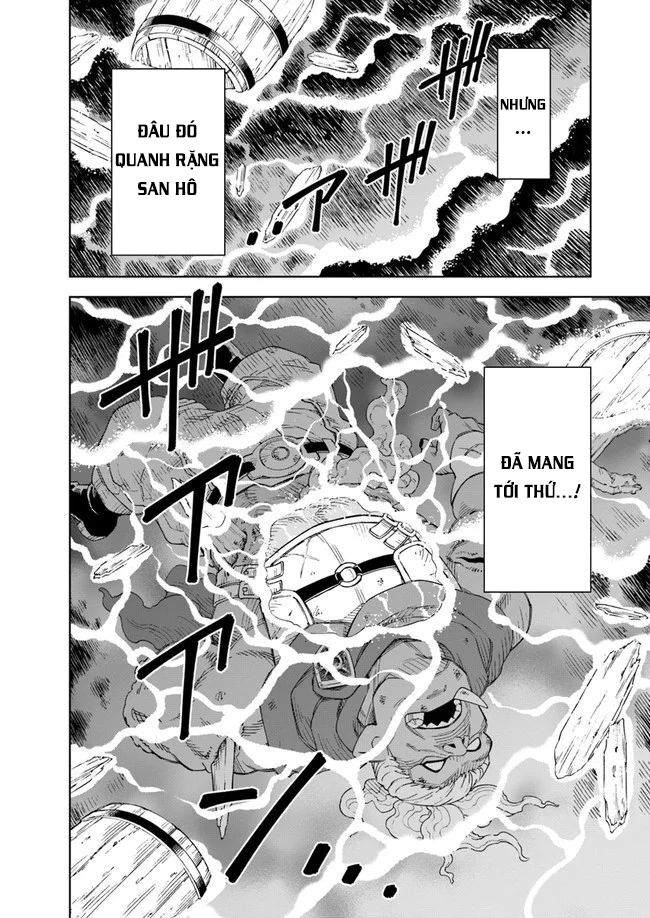 NHƯNG
...
ĐÂU ĐÓ
QUANH RẶNG
SAN HÔ
ĐÃ MANG
TỚI THỨ...!